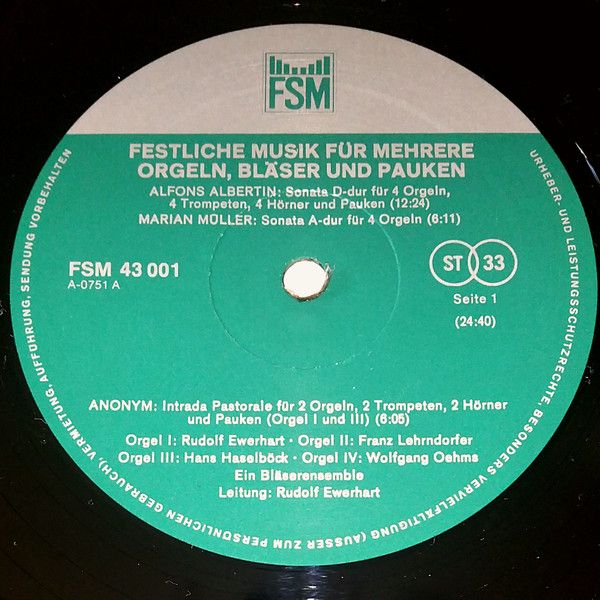 FSM
FESTLICHE MUSIK FÜR MEHRERE
ORGELN, BLÄSER UND PAUKEN
ALFONS ALBERTIN: Sonata D-dur für 4 Orgeln,
4 Trompeten, 4 Hörner und Pauken (12:24)
MARIAN MÜLLER: Sonata A-dur für 4 Orgeln (6:11)
FSM 43 001
A-0751 A
ST 33
Seite 1
(24:40)
ANONYM: Intrada Pastorale für 2 Orgeln, 2 Trompeten, 2 Hörner
und Pauken (Orgel I und III) (6:05)
Orgel I: Rudolf Ewerhart · Orgel II: Franz Lehrndorfer
Orgel III: Hans Haselböck · Orgel IV: Wolfgang Oehms
Ein Bläserensemble
Leitung: Rudolf Ewerhart
URHEBER- UND LEISTUNGSSCHUTZRECHTE, BESONDERS VERVIELFÄLTIGUNG (AUSSER ZUM PERSÖNLICHEN GEBRAUCH), VERMIETUNG, AUFFÜHRUNG, SENDUNG VORBEHALTEN